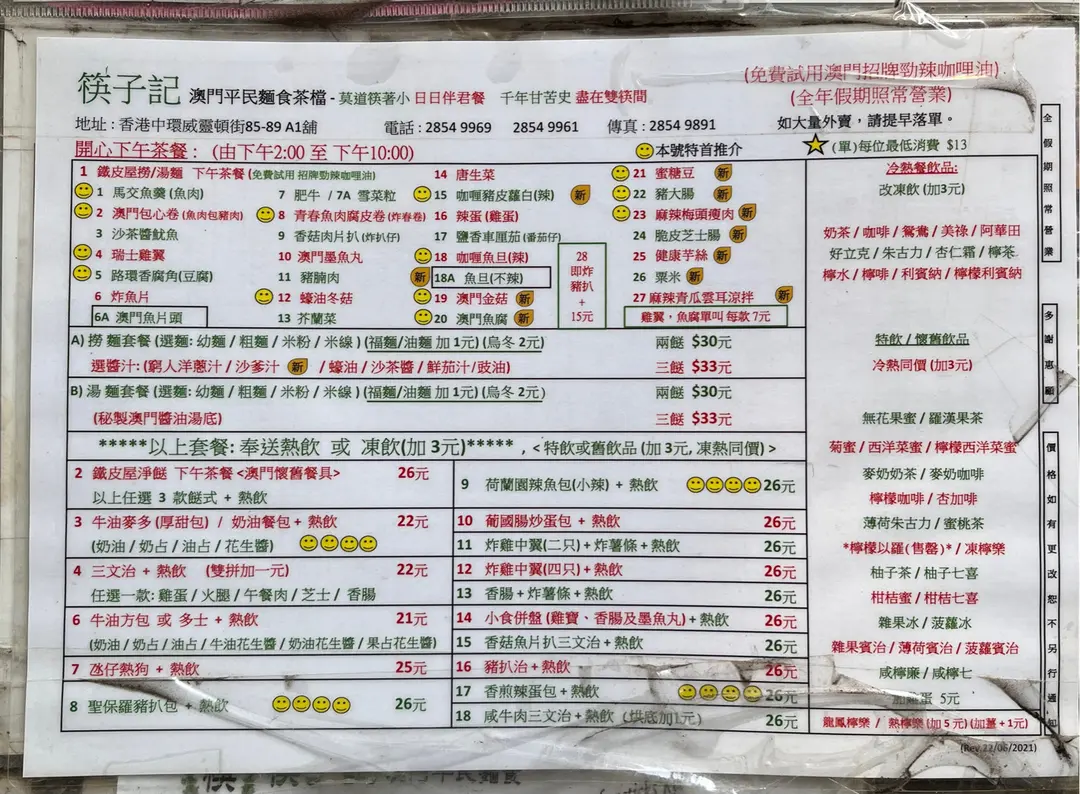 筷子記 澳門平民麵食茶檔 - 莫道筷著小 日日伴君餐 千年甘苦史 盡在雙筷間
(免費試用澳門招牌勁辣咖哩油)
(全年假期照常營業)
地址 : 香港中環威靈頓街85-89 A1舖 電話 : 2854 9969 2854 9961 傳真 : 2854 9891
如大量外賣，請提早落單。
開心下午茶餐 : (由下午2:00 至 下午10:00)
本號特首推介
(單)每位最低消費 $13
1 鐵皮屋撈/湯麵 下午茶餐(免費試用 招牌勁辣咖哩油)
1 馬交魚羹 (魚肉)
2 澳門包心卷 (魚肉包豬肉)
3 沙茶醬魷魚
4 瑞士雞翼
5 路環香腐角(豆腐)
6 炸魚片
6A 澳門魚片頭
7 肥牛 / 7A 雪菜粒
8 青春魚肉腐皮卷(炸春卷)
9 香菇肉片扒 (炸扒仔)
10 澳門墨魚丸
11 豬腩肉
12 蠔油冬菇
13 芥蘭菜
14 唐生菜
15 咖喱豬皮蘿白(辣) 新
16 辣蛋 (雞蛋)
17 鹽香車厘茄(番茄仔)
18 咖喱魚旦(辣)
新 18A 魚旦(不辣)
19 澳門金菇 新
20 澳門魚腐 新
28
即炸
豬扒
+
15元
21 蜜糖豆 新
22 豬大腸 新
23 麻辣梅頭瘦肉 新
24 脆皮芝士腸 新
25 健康芋絲 新
26 粟米 新
27 麻辣青瓜雲耳涼拌 新
雞翼，魚腐單叫 每款 7元
A) 撈 麵套餐 (選麵: 幼麵 / 粗麵 / 米粉 / 米線 ) (福麵/油麵 加 1元) (烏冬 2元) 兩餸 $30元
選醬汁: (窮人洋蔥汁 / 沙爹汁 新 / 蠔油 / 沙茶醬 / 鮮茄汁/豉油) 三餸 $33元
B) 湯 麵套餐 (選麵: 幼麵 / 粗麵 / 米粉 / 米線 ) (福麵/油麵 加 1元) (烏冬 2元) 兩餸 $30元
(秘製澳門醬油湯底) 三餸 $33元
*****以上套餐: 奉送熱飲 或 凍飲(加 3元)***** , < 特飲或舊飲品 (加 3元, 凍熱同價) >
2 鐵皮屋淨餸 下午茶餐 <澳門懷舊餐具> 26元
以上任選 3 款餸式 + 熱飲
3 牛油麥多 (厚甜包) / 奶油餐包 + 熱飲 22元
(奶油 / 奶占 / 油占 / 花生醬)
4 三文治 + 熱飲 (雙拼加一元) 22元
任選一款: 雞蛋 / 火腿 / 午餐肉 / 芝士 / 香腸
6 牛油方包 或 多士 + 熱飲 21元
(奶油 / 奶占 / 油占 / 牛油花生醬 / 奶油花生醬 / 果占花生醬)
7 氹仔熱狗 + 熱飲 25元
8 聖保羅豬扒包 + 熱飲 26元
9 荷蘭園辣魚包(小辣) + 熱飲 26元
10 葡國腸炒蛋包 + 熱飲 26元
11 炸雞中翼(二只) + 炸薯條 + 熱飲 26元
12 炸雞中翼(四只) + 熱飲 26元
13 香腸 + 炸薯條 + 熱飲 26元
14 小食併盤 (雞寶、香腸及墨魚丸) + 熱飲 26元
15 香菇魚片扒三文治 + 熱飲 26元
16 豬扒治 + 熱飲 26元
17 香煎辣蛋包 + 熱飲 26元
18 咸牛肉三文治 + 熱飲 (烘底加1元) 26元
冷熱餐飲品:
改凍飲 (加3元)
奶茶 / 咖啡 / 鴛鴦 / 美祿 / 阿華田
好立克 / 朱古力 / 杏仁霜 / 檸茶
檸水 / 檸啡 / 利賓納 / 檸檬利賓納
特飲 / 懷舊飲品
冷熱同價 (加3元)
無花果蜜 / 羅漢果茶
菊蜜 / 西洋菜蜜 / 檸檬西洋菜蜜
麥奶奶茶 / 麥奶咖啡
檸檬咖啡 / 杏加啡
薄荷朱古力 / 蜜桃茶
*檸檬以羅(售罄)* / 凍檸樂
柚子茶 / 柚子七喜
柑桔蜜 / 柑桔七喜
雜果冰 / 菠蘿冰
雜果賓治 / 薄荷賓治 / 菠蘿賓治
咸檸廉 / 咸檸七
蛋 5元
龍鳳檸樂 / 熱檸樂 (加 5 元) (加薑 + 1元)
(Rev.22/06/2021)
全假期照常營業
多謝惠顧
價格如有更改恕不另行通知